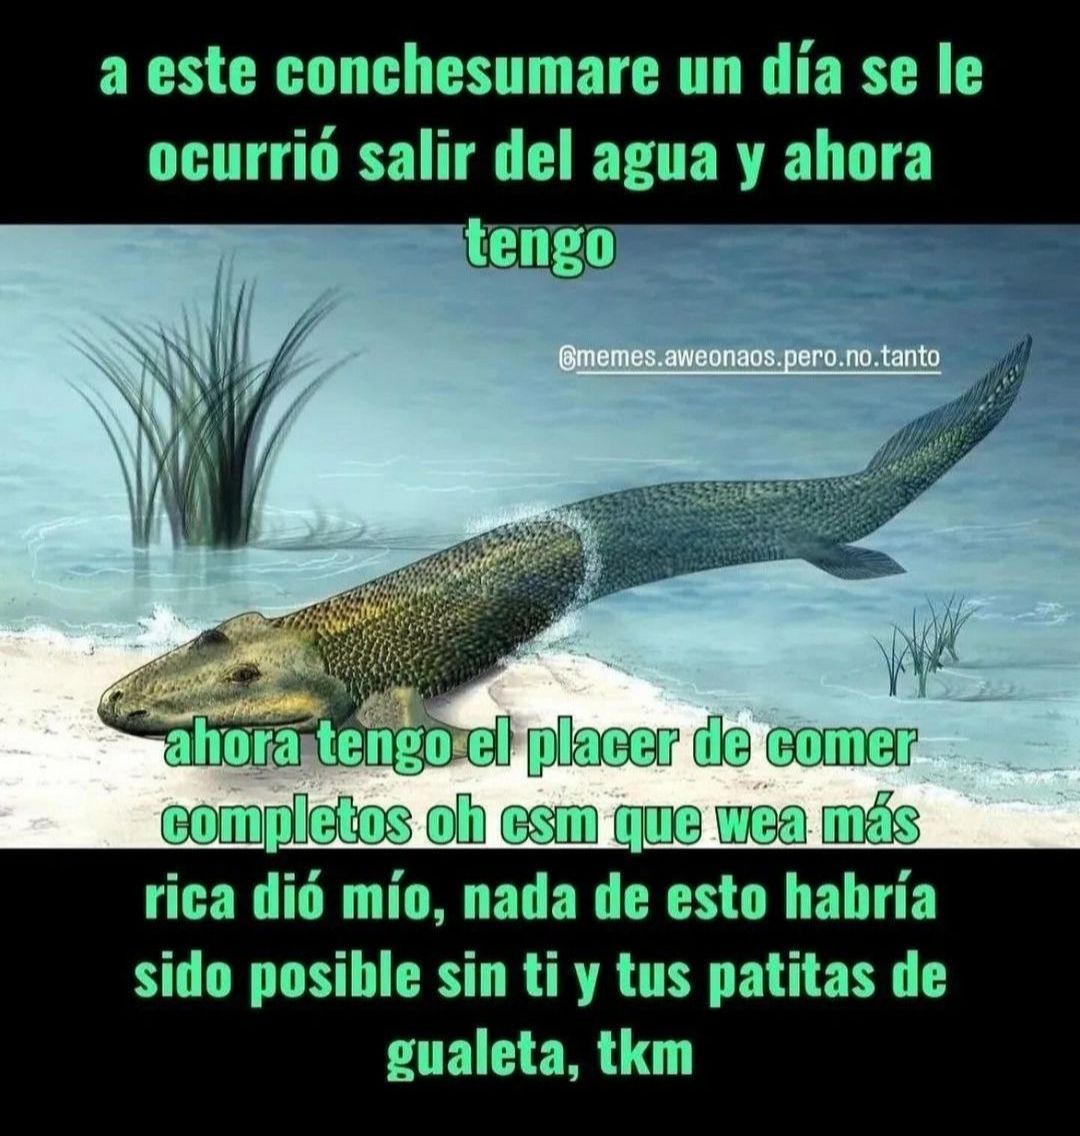 a este conchesumare un día se le
ocurrió salir del agua y ahora
tengo
@memes.aweonaos.pero.no.tanto
ahora tengo el placer de comer
completos oh csm que wea más
rica dió mío, nada de esto habría
sido posible sin ti y tus patitas de
gualeta, tkm